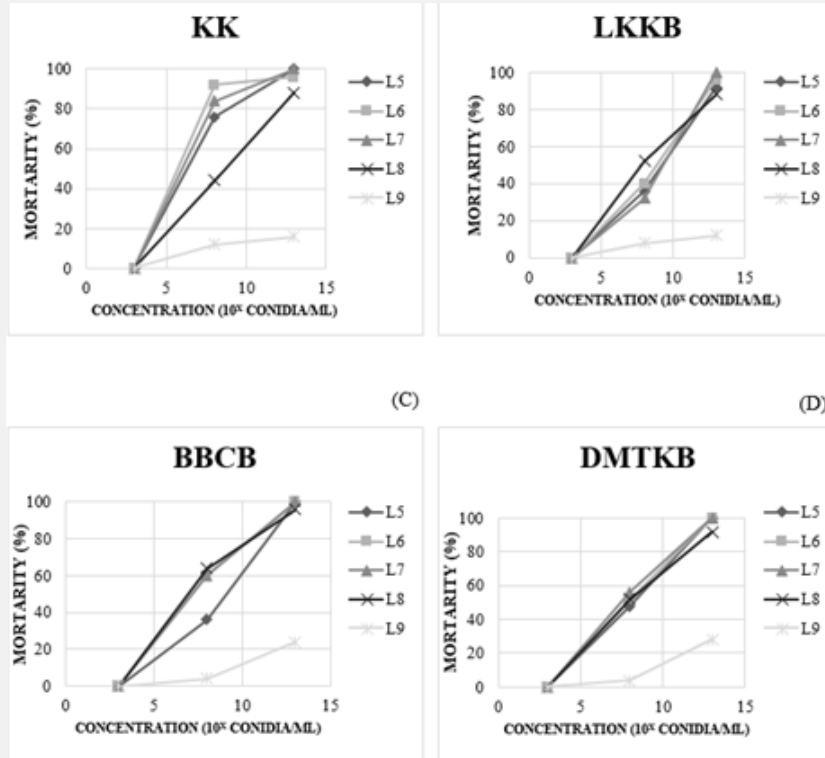 KK
100
80
60
40
20
0
0 5 10 15
MORTARITY (%)
CONCENTRATION (10ˣ CONIDIA/ML)
L5
L6
L7
L8
L9
LKKB
100
80
60
40
20
0
0 5 10 15
MORTARITY (%)
CONCENTRATION (10ˣ CONIDIA/ML)
L5
L6
L7
L8
L9
(C)
(D)
BBCB
100
80
60
40
20
0
0 5 10 15
MORTARITY (%)
CONCENTRATION (10ˣ CONIDIA/ML)
L5
L6
L7
L8
L9
DMTKB
100
80
60
40
20
0
0 5 10 15
MORTARITY (%)
CONCENTRATION (10ˣ CONIDIA/ML)
L5
L6
L7
L8
L9